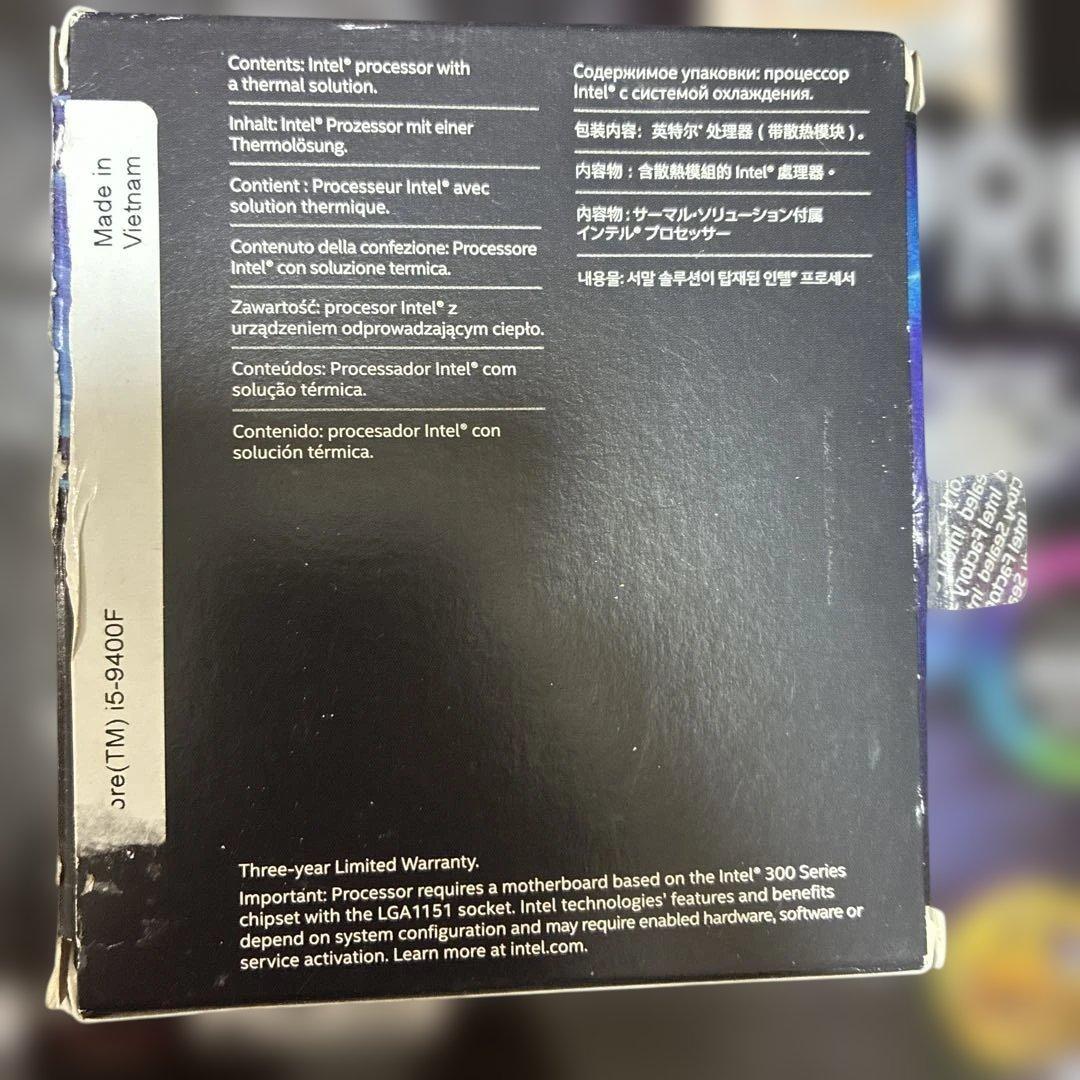 Contents: Intel® processor with
a thermal solution.
Inhalt: Intel® Prozessor mit einer
Thermolösung.
Contient : Processeur Intel® avec
solution thermique.
Contenuto della confezione: Processore
Intel® con soluzione termica.
Zawartość: procesor Intel® z
urządzeniem odprowadzającym ciepło.
Conteúdos: Processador Intel® com
solução térmica.
Contenido: procesador Intel® con
solución térmica.
Содержимое упаковки: процессор
Intel® с системой охлаждения.
包装内容: 英特尔® 处理器 ( 带散热模块 )。
内容物 : 含散熱模組的 Intel® 處理器。
内容物 : サーマル・ソリューション付属
インテル® プロセッサー
내용물: 서말 솔루션이 탑재된 인텔® 프로세서
Made in
Vietnam
ore(TM) i5-9400F
Three-year Limited Warranty.
Important: Processor requires a motherboard based on the Intel® 300 Series
chipset with the LGA1151 socket. Intel technologies' features and benefits
depend on system configuration and may require enabled hardware, software or
service activation. Learn more at intel.com.
Intel Factory Sealed